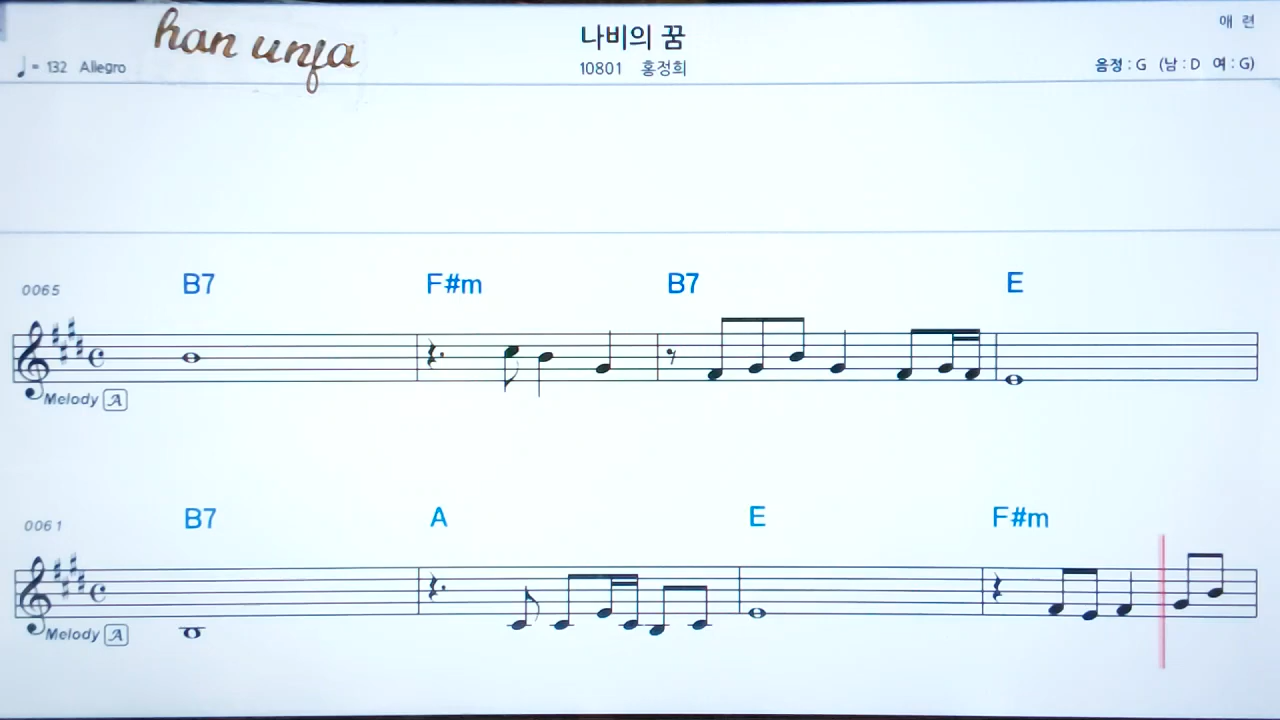 han unfa
나비의 꿈
애 련
♩= 132 Allegro
10801 홍정희
음정 : G (남 : D 여 : G)
B7 F#m B7 E
0065
Melody A
B7 A E F#m
0061
Melody A